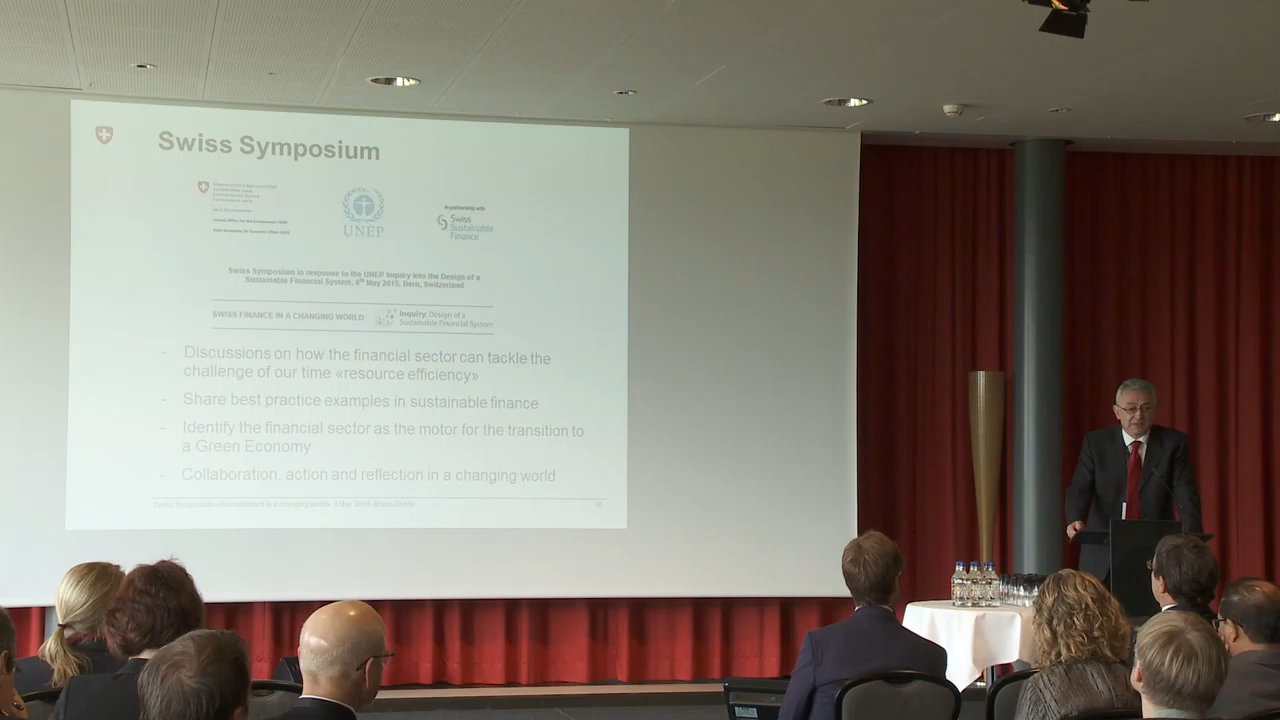 Swiss Symposium
UNEP
In partnership with
Swiss
Sustainable
Finance
Swiss Symposium in response to the UNEP Inquiry into the Design of a
Sustainable Financial System, 6th May 2015, Bern, Switzerland
SWISS FINANCE IN A CHANGING WORLD
Inquiry: Design of a
Sustainable Financial System
- Discussions on how the financial sector can tackle the
challenge of our time «resource efficiency»
- Share best practice examples in sustainable finance
- Identify the financial sector as the motor for the transition to
a Green Economy
- Collaboration, action and reflection in a changing world